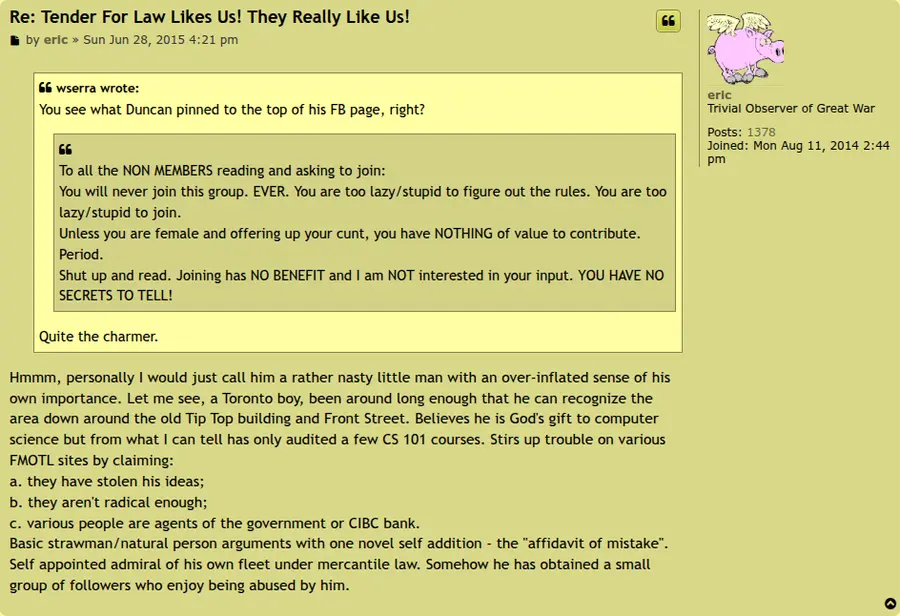 Re: Tender For Law Likes Us! They Really Like Us!
by eric » Sun Jun 28, 2015 4:21 pm
wserra wrote:
You see what Duncan pinned to the top of his FB page, right?
To all the NON MEMBERS reading and asking to join:
You will never join this group. EVER. You are too lazy/stupid to figure out the rules. You are too
lazy/stupid to join.
Unless you are female and offering up your cunt, you have NOTHING of value to contribute.
Period.
Shut up and read. Joining has NO BENEFIT and I am NOT interested in your input. YOU HAVE NO
SECRETS TO TELL!
Quite the charmer.
Hmmm, personally I would just call him a rather nasty little man with an over-inflated sense of his
own importance. Let me see, a Toronto boy, been around long enough that he can recognize the
area down around the old Tip Top building and Front Street. Believes he is God's gift to computer
science but from what I can tell has only audited a few CS 101 courses. Stirs up trouble on various
FMOTL sites by claiming:
a. they have stolen his ideas;
b. they aren't radical enough;
c. various people are agents of the government or CIBC bank.
Basic strawman/natural person arguments with one novel self addition - the "affidavit of mistake".
Self appointed admiral of his own fleet under mercantile law. Somehow he has obtained a small
group of followers who enjoy being abused by him.
eric
Trivial Observer of Great War
Posts: 1378
Joined: Mon Aug 11, 2014 2:44
pm